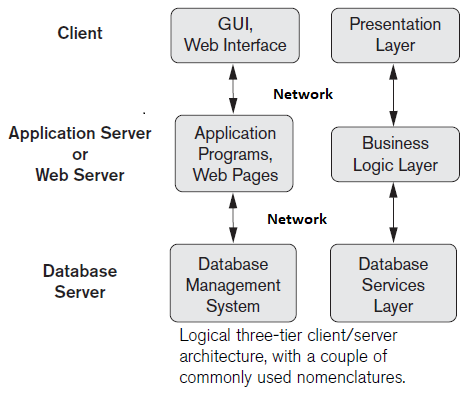 Client
GUI,
Web Interface
Presentation
Layer
Network
Application Server
or
Web Server
Application
Programs,
Web Pages
Business
Logic Layer
Network
Database
Server
Database
Management
System
Database
Services
Layer
Logical three-tier client/server
architecture, with a couple of
commonly used nomenclatures.